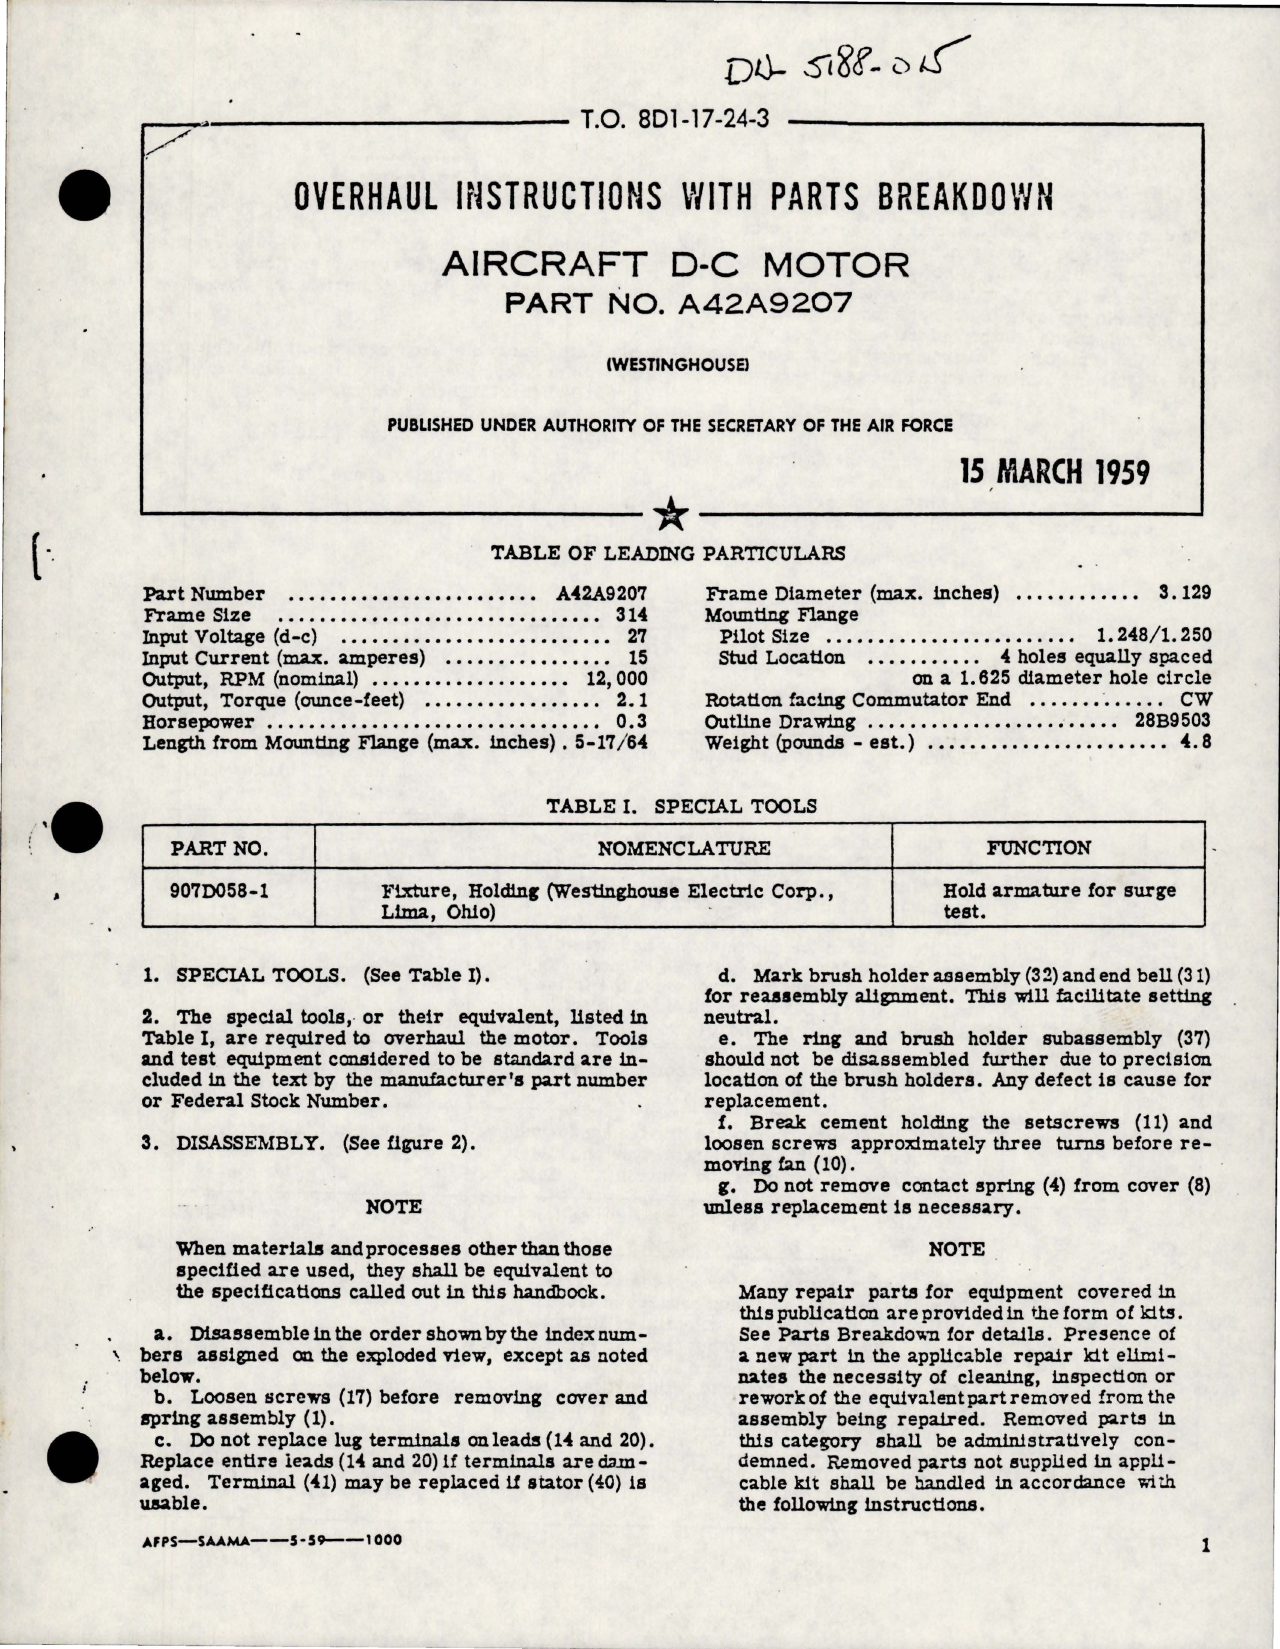 DU- 5188-015
T.O. 8D1-17-24-3
OVERHAUL INSTRUCTIONS WITH PARTS BREAKDOWN
AIRCRAFT D-C MOTOR
PART NO. A42A9207
(WESTINGHOUSE)
PUBLISHED UNDER AUTHORITY OF THE SECRETARY OF THE AIR FORCE
15 MARCH 1959
TABLE OF LEADING PARTICULARS
Part Number ........................ A42A9207
Frame Size ............................... 314
Input Voltage (d-c) .......................... 27
Input Current (max. amperes) ................ 15
Output, RPM (nominal) ................... 12,000
Output, Torque (ounce-feet) ................. 2.1
Horsepower ................................ 0.3
Length from Mounting Flange (max. inches) . 5-17/64
Frame Diameter (max. inches) ............ 3.129
Mounting Flange
Pilot Size ........................ 1.248/1.250
Stud Location ........... 4 holes equally spaced
on a 1.625 diameter hole circle
Rotation facing Commutator End ............. CW
Outline Drawing ........................ 28B9503
Weight (pounds - est.) ....................... 4.8
TABLE I. SPECIAL TOOLS
PART NO. NOMENCLATURE FUNCTION
907D058-1 Fixture, Holding (Westinghouse Electric Corp., Hold armature for surge
Lima, Ohio) test.
1. SPECIAL TOOLS. (See Table I).
2. The special tools, or their equivalent, listed in
Table I, are required to overhaul the motor. Tools
and test equipment considered to be standard are in-
cluded in the text by the manufacturer's part number
or Federal Stock Number.
3. DISASSEMBLY. (See figure 2).
NOTE
When materials and processes other than those
specified are used, they shall be equivalent to
the specifications called out in this handbook.
a. Disassemble in the order shown by the index num-
bers assigned on the exploded view, except as noted
below.
b. Loosen screws (17) before removing cover and
spring assembly (1).
c. Do not replace lug terminals on leads (14 and 20).
Replace entire leads (14 and 20) if terminals are dam-
aged. Terminal (41) may be replaced if stator (40) is
usable.
d. Mark brush holder assembly (32) and end bell (31)
for reassembly alignment. This will facilitate setting
neutral.
e. The ring and brush holder subassembly (37)
should not be disassembled further due to precision
location of the brush holders. Any defect is cause for
replacement.
f. Break cement holding the setscrews (11) and
loosen screws approximately three turns before re-
moving fan (10).
g. Do not remove contact spring (4) from cover (8)
unless replacement is necessary.
NOTE
Many repair parts for equipment covered in
this publication are provided in the form of kits.
See Parts Breakdown for details. Presence of
a new part in the applicable repair kit elimi-
nates the necessity of cleaning, inspection or
rework of the equivalent part removed from the
assembly being repaired. Removed parts in
this category shall be administratively con-
demned. Removed parts not supplied in appli-
cable kit shall be handled in accordance with
the following instructions.
AFPS—SAAMA——5-59——1000
1